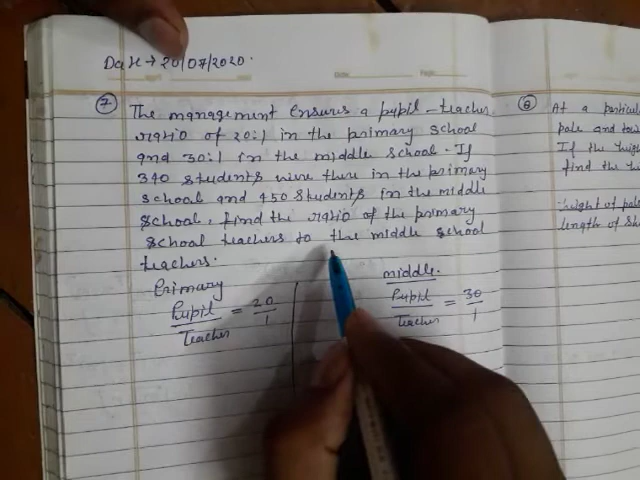 Date → 20/07/2020.
Date Page
7 The management ensures a pupil-teacher
ratio of 20:1 in the primary school
and 30:1 in the middle school. If
340 students were there in the primary
school and 450 students in the middle
school, find the ratio of the primary
school teachers to the middle school
teachers.
Primary
Pupil/Teacher = 20/1
middle.
Pupil/Teacher = 30/1
8 At a particul
pole and tow
If the heigh
find the he
height of pole
length of sh